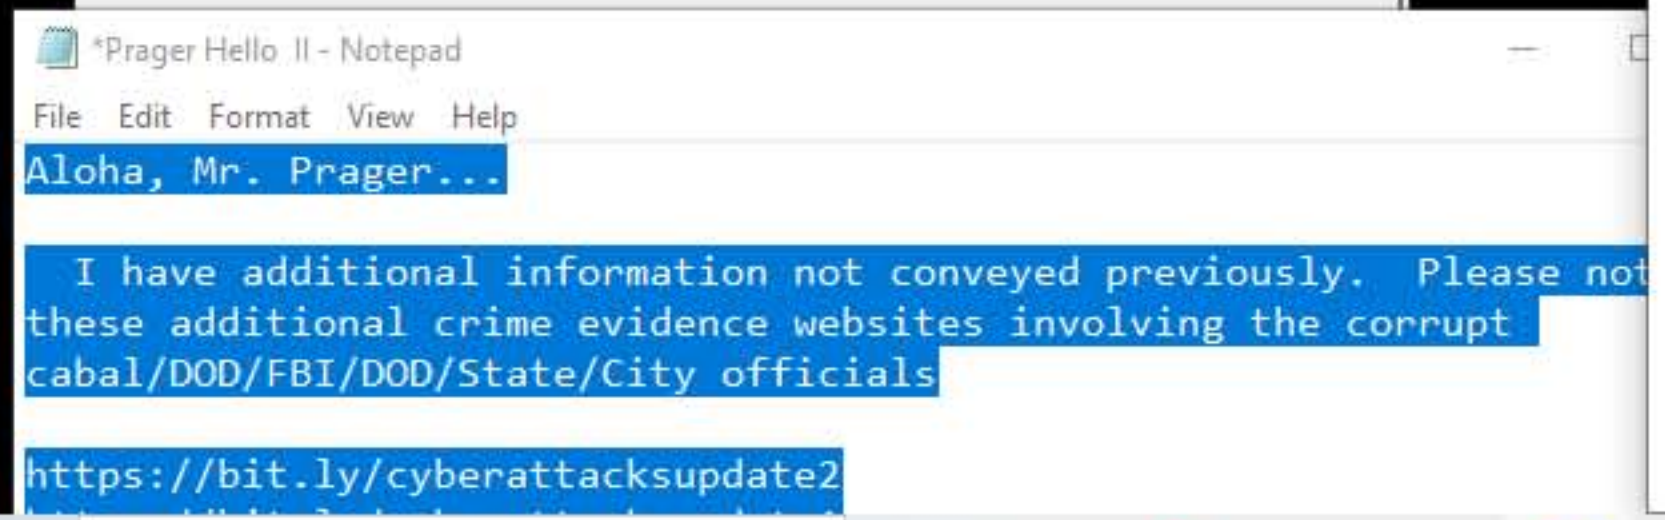 *Prager Hello  II - Notepad
File Edit Format View Help
Aloha, Mr. Prager...
I have additional information not conveyed previously.  Please not
these additional crime evidence websites involving the corrupt
cabal/DOD/FBI/DOD/State/City officials
https://bit.ly/cyberattacksupdate2